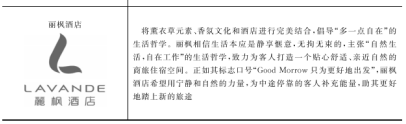 丽枫酒店
LAVANDE
麗枫酒店
将薰衣草元素、香氛文化和酒店进行完美结合,倡导“多一点自在”的
生活哲学。丽枫相信生活本应是静享惬意,无拘无束的,主张“自然生
活,自在工作”的生活哲学,致力为客人打造一个贴心舒适、亲近自然的
商旅住宿空间。正如其标志口号“Good Morrow 只为更好地出发”,丽枫
酒店希望用宁静和自然的力量,为中途停靠的客人补充能量,助其更好
地踏上新的旅途